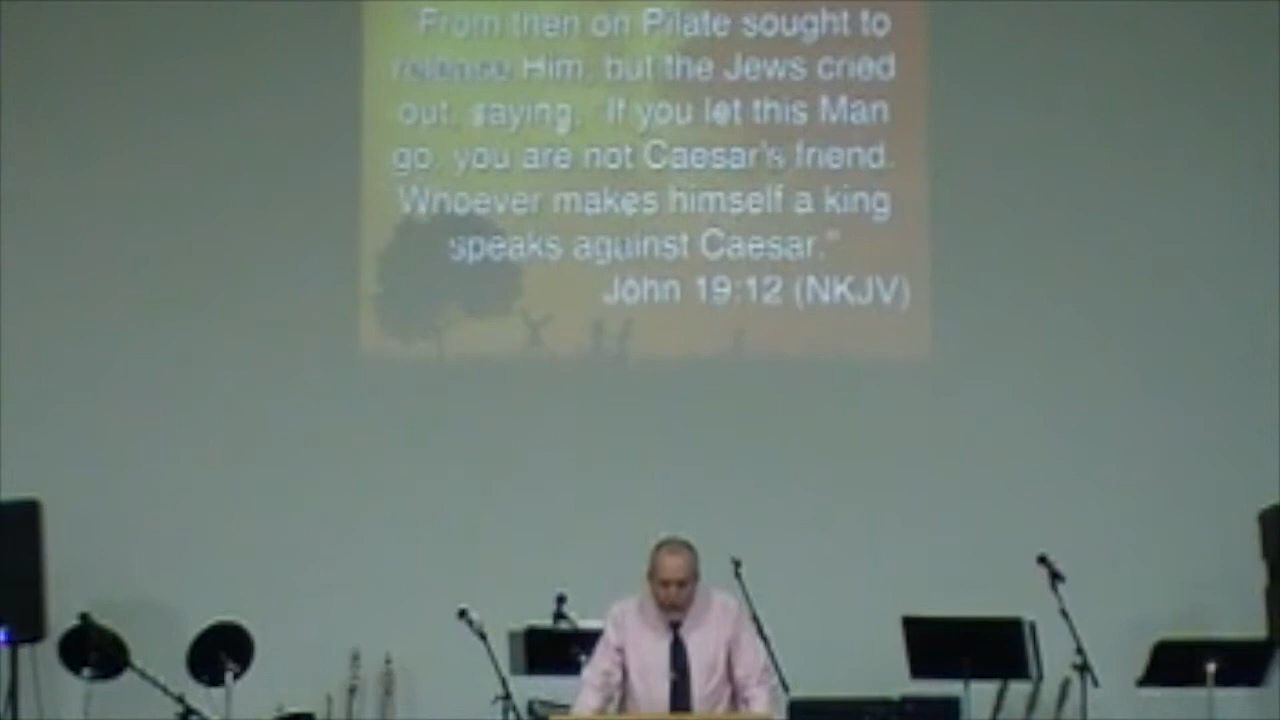 "From then on Pilate sought to
release Him, but the Jews cried
out, saying, "If you let this Man
go, you are not Caesar's friend.
Whoever makes himself a king
speaks against Caesar."
John 19:12 (NKJV)